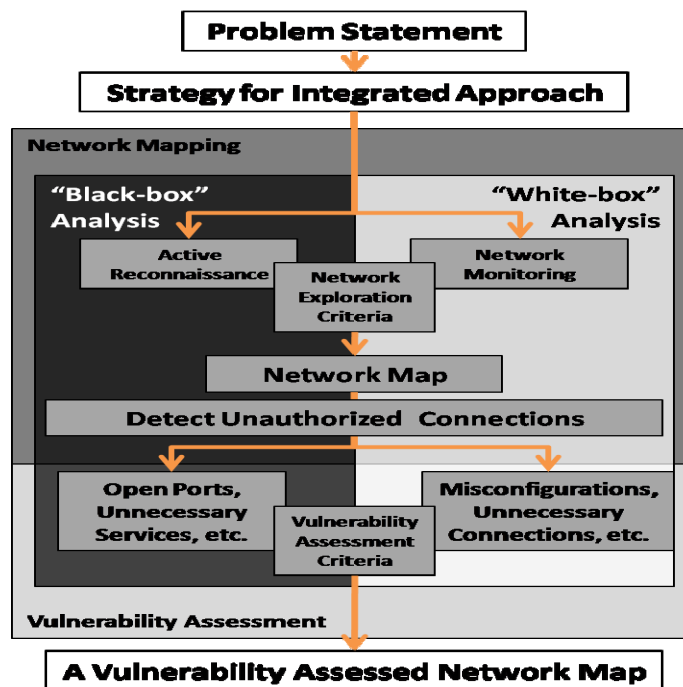 Problem Statement
Strategy for Integrated Approach
Network Mapping
“Black-box”
Analysis
“White-box”
Analysis
Active
Reconnaissance
Network
Monitoring
Network
Exploration
Criteria
Network Map
Detect Unauthorized Connections
Open Ports,
Unnecessary
Services, etc.
Misconfigurations,
Unnecessary
Connections, etc.
Vulnerability
Assessment
Criteria
Vulnerability Assessment
A Vulnerability Assessed Network Map